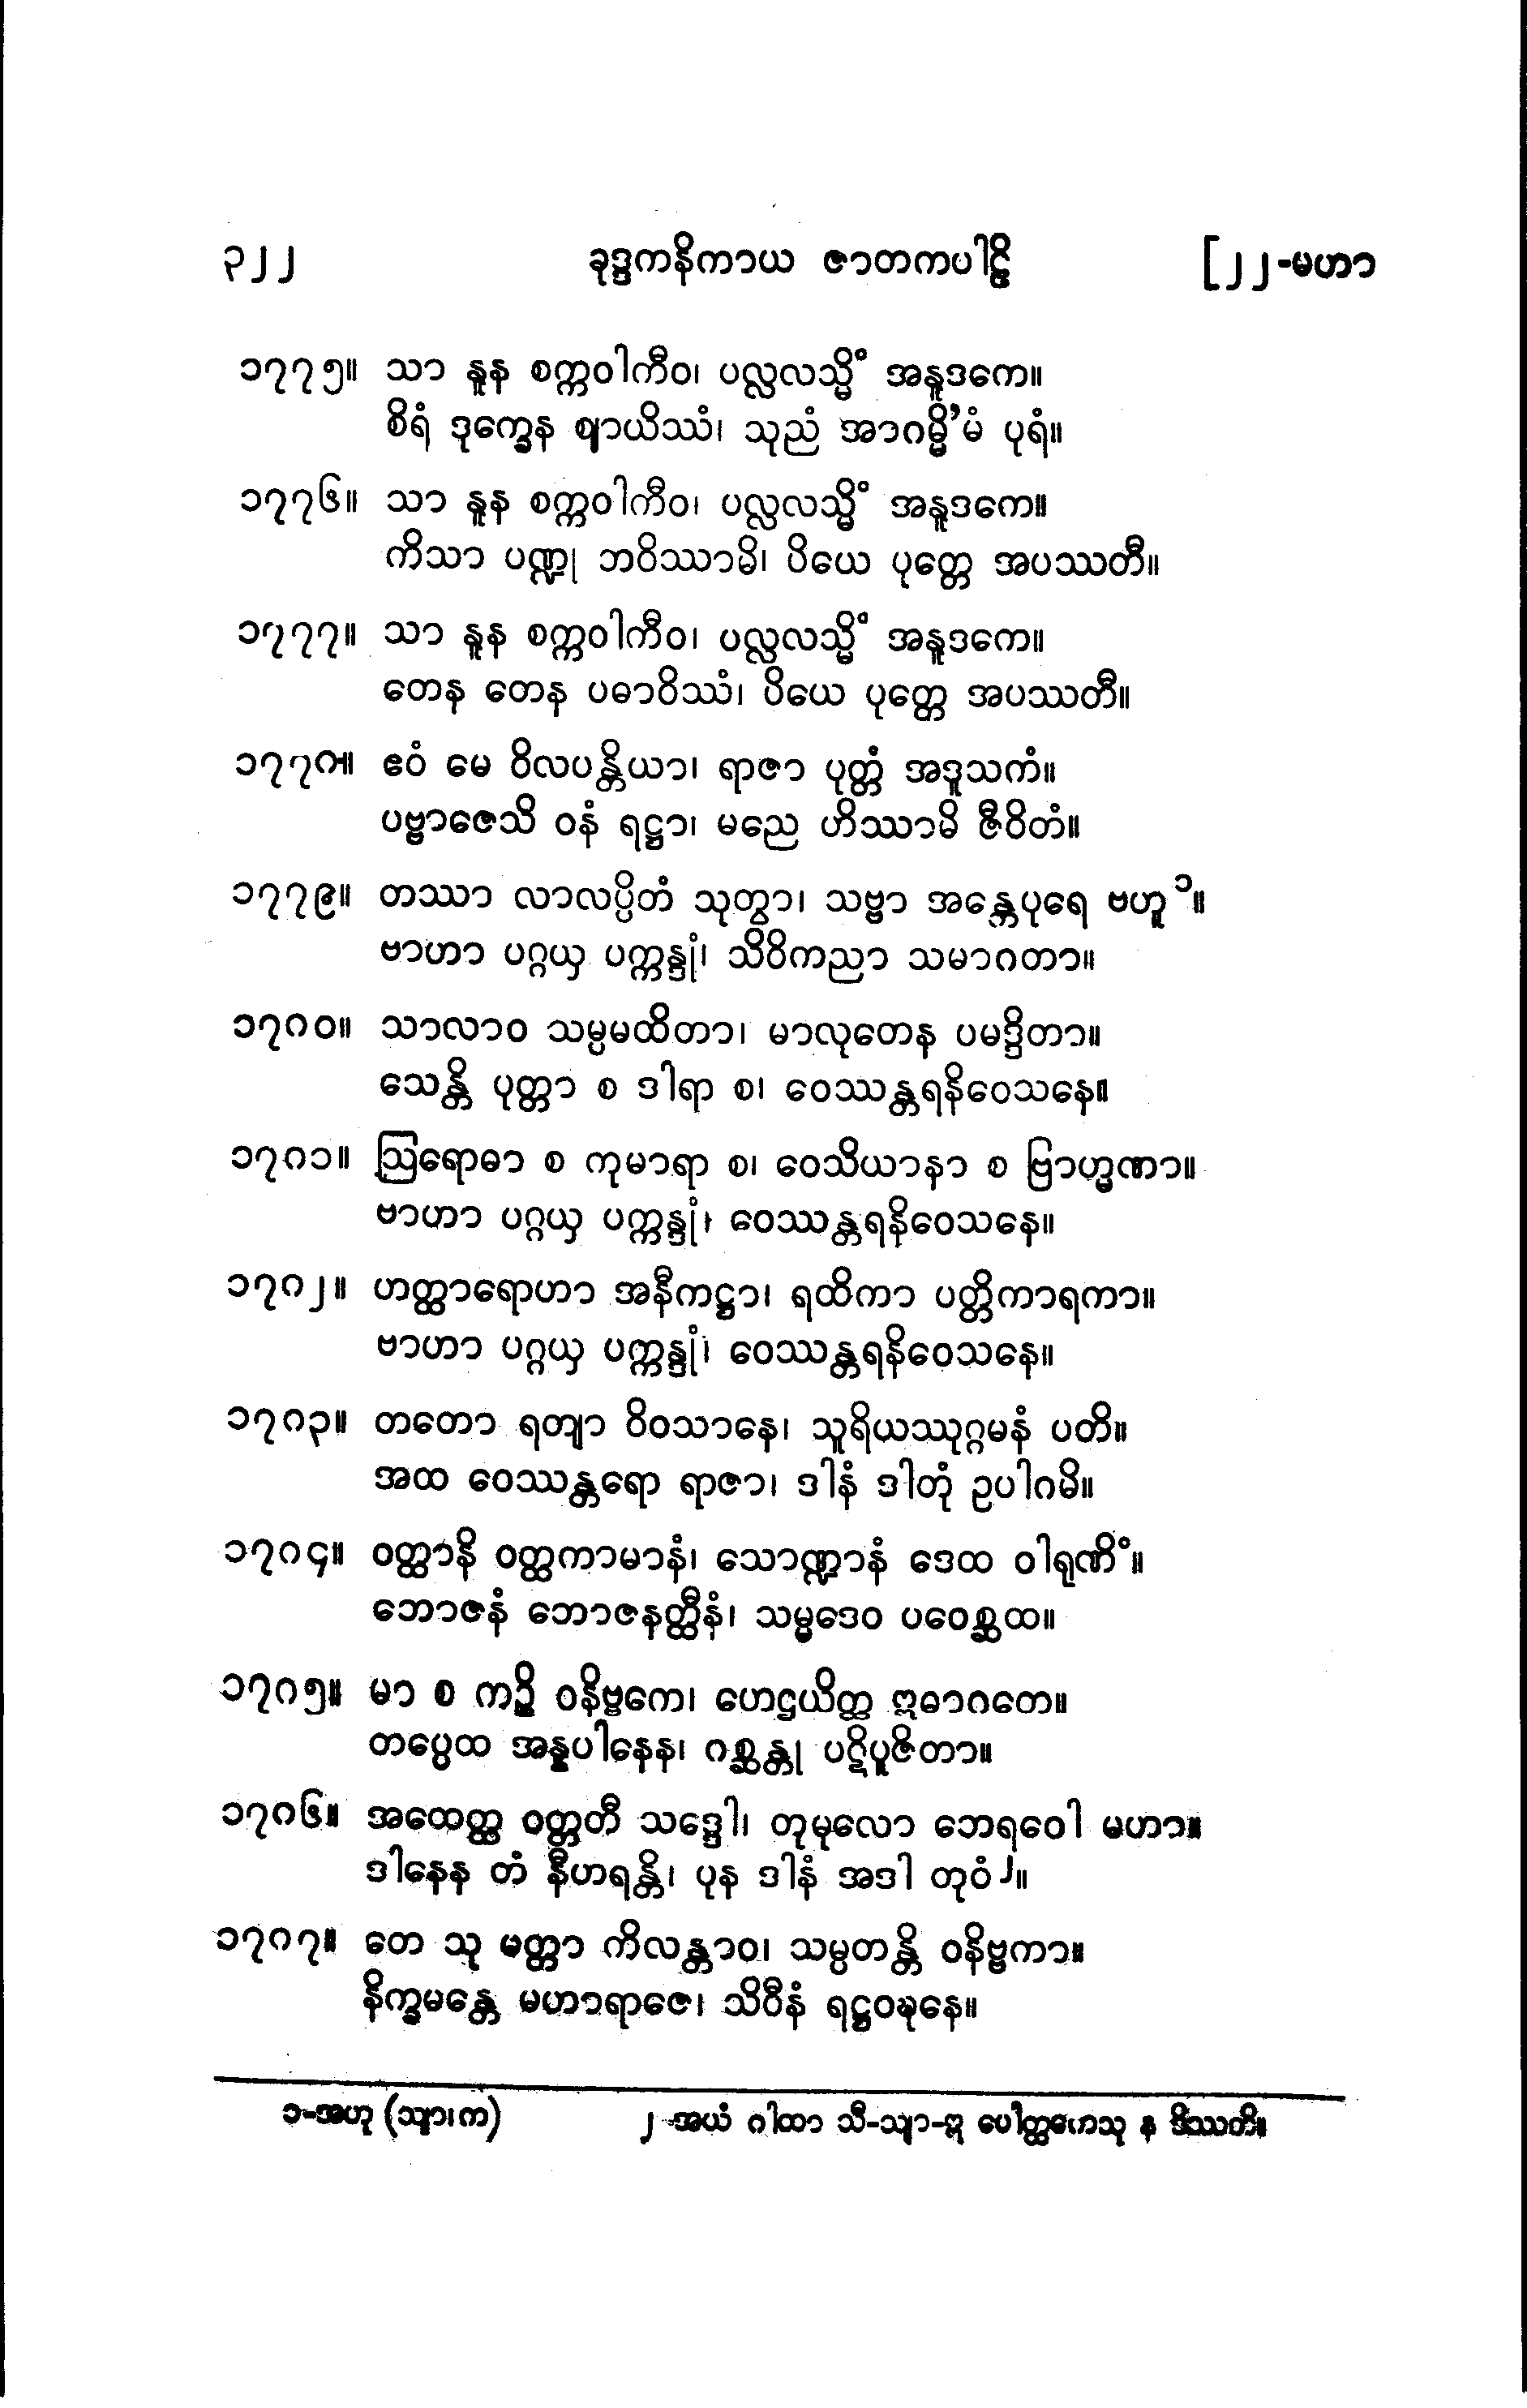 ၃၂၂ ခုဒ္ဒကနိကာယ ဇာတကပါဠိ [၂၂-မဟာ
၁၇၇၅။ သာ နူန စက္ကဝါကီဝ၊ ပလ္လလသ္မိံ အနူဒကေ။
စိရံ ဒုက္ခေန ဈာယိဿံ၊ သုညံ အာဂမ္မိ’မံ ပုရံ။
၁၇၇၆။ သာ နူန စက္ကဝါကီဝ၊ ပလ္လလသ္မိံ အနူဒကေ။
ကိသာ ပဏ္ဍု ဘဝိဿာမိ၊ ပိယေ ပုတ္တေ အပဿတီ။
၁၇၇၇။ သာ နူန စက္ကဝါကီဝ၊ ပလ္လလသ္မိံ အနူဒကေ။
တေန တေန ပဓာဝိဿံ၊ ပိယေ ပုတ္တေ အပဿတီ။
၁၇၇၈။ ဧဝံ မေ ဝိလပန္တိယာ၊ ရာဇာ ပုတ္တံ အဒူသကံ။
ပဗ္ဗာဇေသိ ဝနံ ရဋ္ဌာ၊ မညေ ဟိဿာမိ ဇီဝိတံ။
၁၇၇၉။ တဿာ လာလပ္ပိတံ သုတွာ၊ သဗ္ဗာ အန္တေပုရေ ဗဟူ ၁။
ဗာဟာ ပဂ္ဂယှ ပက္ကန္ဒုံ၊ သိဝိကညာ သမာဂတာ။
၁၇၈၀။ သာလာဝ သမ္ပမထိတာ၊ မာလုတေန ပမဒ္ဒိတာ။
သေန္တိ ပုတ္တာ စ ဒါရာ စ၊ ဝေဿန္တရနိဝေသနေ။
၁၇၈၁။ ဩရောဓာ စ ကုမာရာ စ၊ ဝေသိယာနာ စ ဗြာဟ္မဏာ။
ဗာဟာ ပဂ္ဂယှ ပက္ကန္ဒုံ၊ ဝေဿန္တရနိဝေသနေ။
၁၇၈၂။ ဟတ္ထာရောဟာ အနီကဋ္ဌာ၊ ရထိကာ ပတ္တိကာရကာ။
ဗာဟာ ပဂ္ဂယှ ပက္ကန္ဒုံ၊ ဝေဿန္တရနိဝေသနေ။
၁၇၈၃။ တတော ရတျာ ဝိဝသာနေ၊ သူရိယဿုဂ္ဂမနံ ပတိ။
အထ ဝေဿန္တရော ရာဇာ၊ ဒါနံ ဒါတုံ ဥပါဂမိ။
၁၇၈၄။ ဝတ္ထာနိ ဝတ္ထကာမာနံ၊ သောဏ္ဍာနံ ဒေထ ဝါရုဏိံ။
ဘောဇနံ ဘောဇနတ္ထီနံ၊ သမ္မဒေဝ ပဝေစ္ဆထ။
၁၇၈၅။ မာ စ ကဉ္စိ ဝနိဗ္ဗကေ၊ ဟေဌယိတ္ထ ဣဓာဂတေ။
တပ္ပေထ အန္နပါနေန၊ ဂစ္ဆန္တု ပဋိပူဇိတာ။
၁၇၈၆။ အထေတ္ထ ဝတ္တတီ သဒ္ဒေါ၊ တုမုလော ဘေရဝေါ မဟာ။
ဒါနေန တံ နီဟရန္တိ၊ ပုန ဒါနံ အဒါ တုဝံ ၂။
၁၇၈၇။ တေ သု မတ္တာ ကိလန္တာဝ၊ သမ္ပတန္တိ ဝနိဗ္ဗကာ။
နိက္ခမန္တေ မဟာရာဇေ၊ သိဝီနံ ရဋ္ဌဝဍ္ဎနေ။
၁-အဟု (သျာ၊က) ၂-အယံ ဂါထာ သီ-သျာ-ဣ ပေါတ္ထကေသု န ဒိဿတိ။